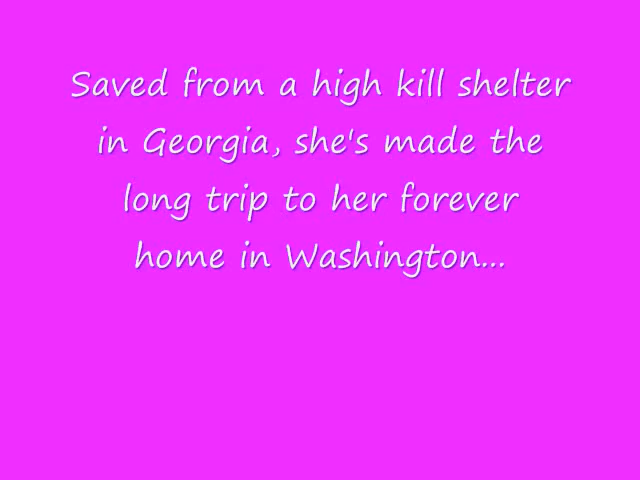 Saved from a high kill shelter
in Georgia, she's made the
long trip to her forever
home in Washington...